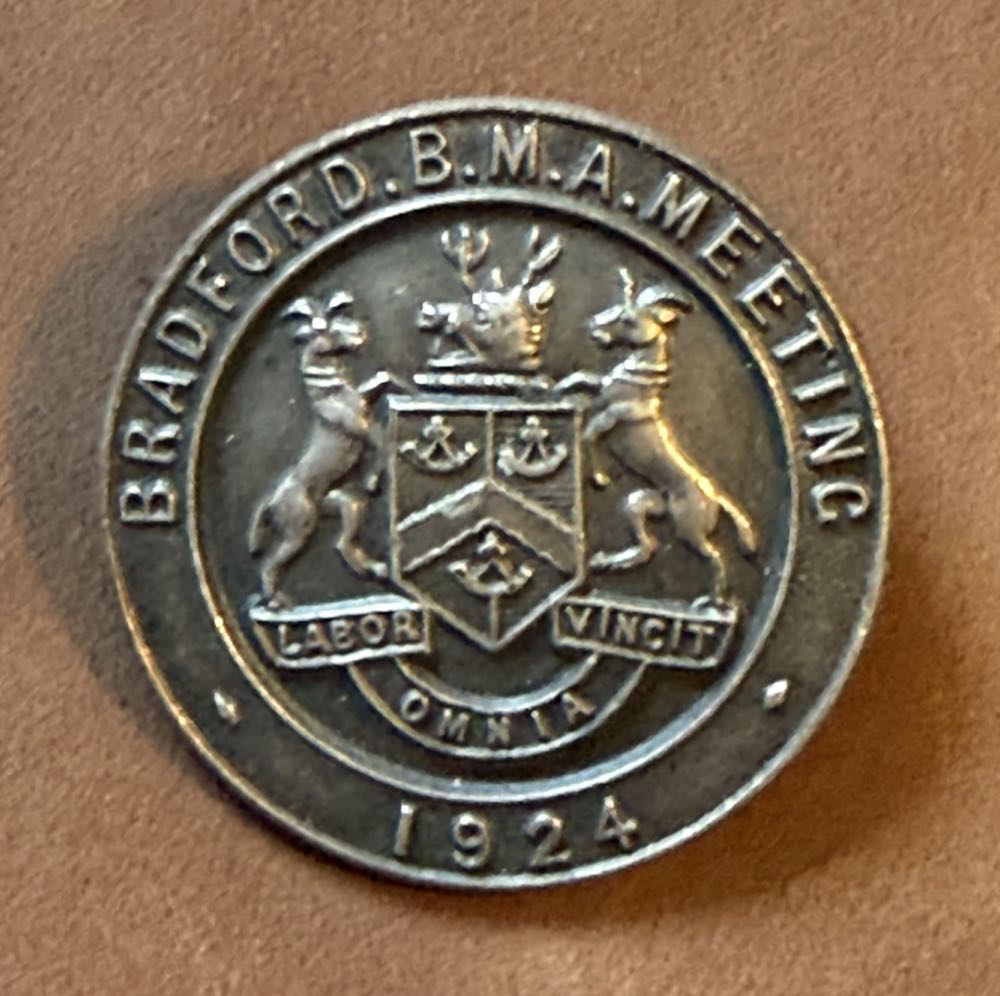 BRADFORD.B.M.A.MEETING
LABOR OMNIA VINCIT
1924